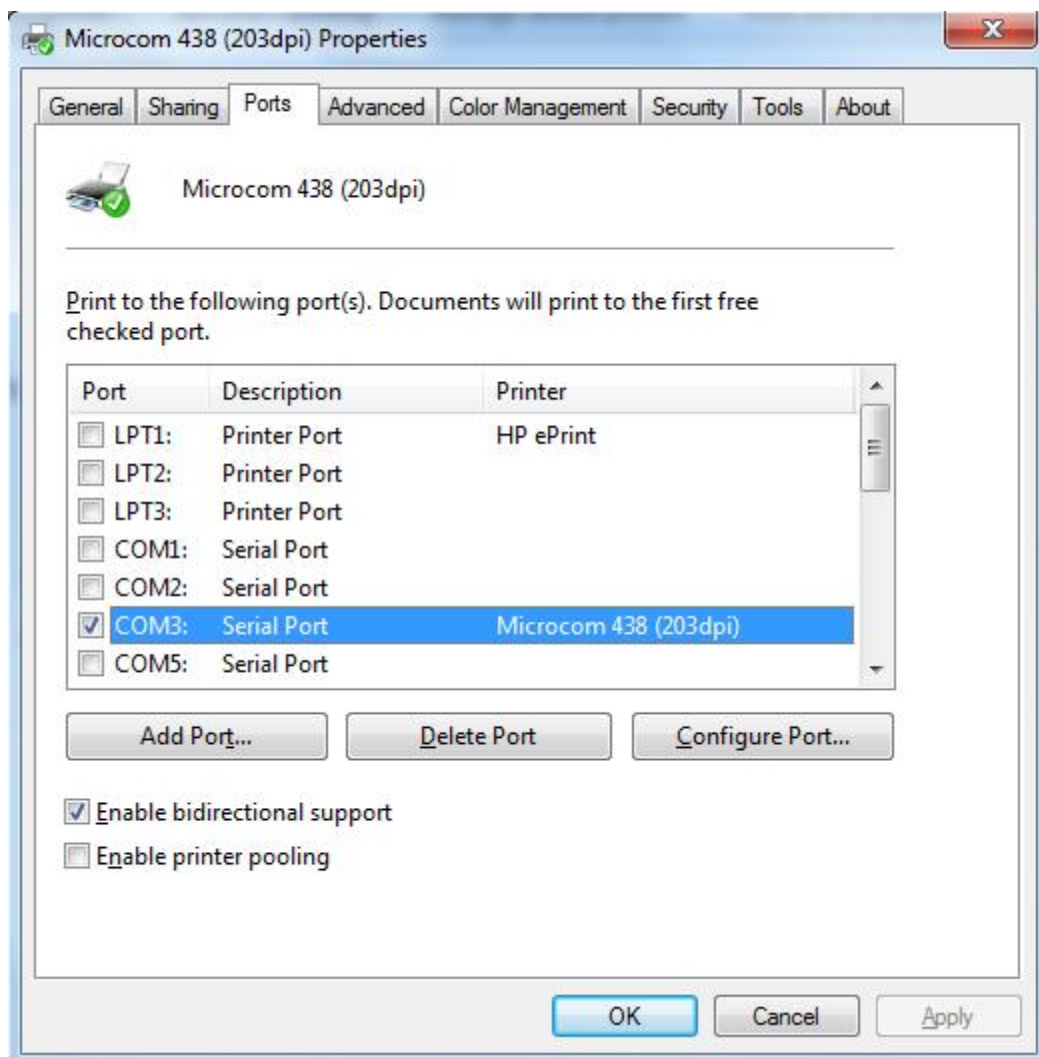 Microcom 438 (203dpi) Properties
General Sharing Ports Advanced Color Management Security Tools About
Microcom 438 (203dpi)
Print to the following port(s). Documents will print to the first free
checked port.
Port Description Printer
LPT1: Printer Port HP ePrint
LPT2: Printer Port
LPT3: Printer Port
COM1: Serial Port
COM2: Serial Port
COM3: Serial Port Microcom 438 (203dpi)
COM5: Serial Port
Add Port... Delete Port Configure Port...
Enable bidirectional support
Enable printer pooling
OK Cancel Apply